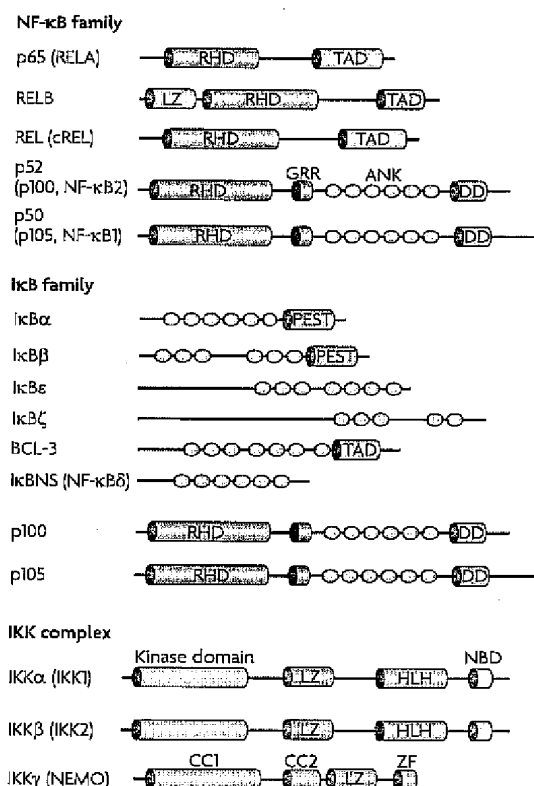 NF-κB family
p65 (RELA) RHD TAD
RELB LZ RHD TAD
REL (cREL) RHD TAD
p52
(p100, NF-κB2) RHD GRR ANK DD
p50
(p105, NF-κB1) RHD DD
IκB family
IκBα PEST
IκBβ PEST
IκBε
IκBζ
BCL-3 TAD
IκBNS (NF-κBδ)
p100 RHD DD
p105 RHD DD
IKK complex
Kinase domain NBD
IKKα (IKK1) LZ HLH
IKKβ (IKK2) LZ HLH
CC1 CC2 ZF
IKKγ (NEMO) LZ